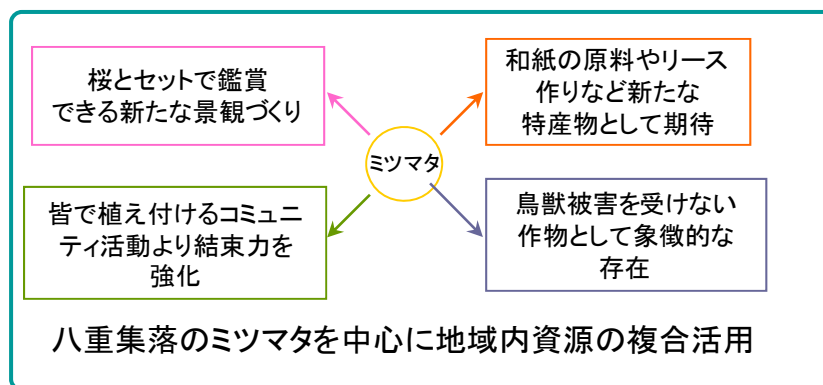 桜とセットで鑑賞
できる新たな景観づくり
和紙の原料やリース
作りなど新たな
特産物として期待
ミツマタ
皆で植え付けるコミュニ
ティ活動より結束力を
強化
鳥獣被害を受けない
作物として象徴的な
存在
八重集落のミツマタを中心に地域内資源の複合活用